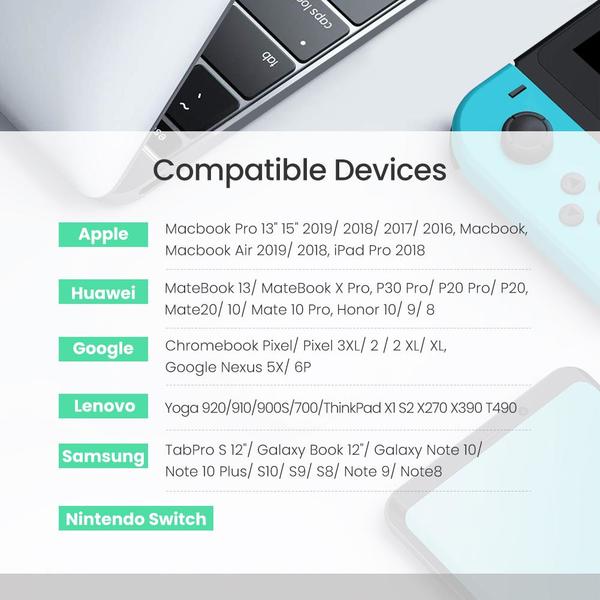 caps lock
tab
~ `
esc
Compatible Devices
Apple
Macbook Pro 13" 15" 2019/ 2018/ 2017/ 2016, Macbook,
Macbook Air 2019/ 2018, iPad Pro 2018
Huawei
MateBook 13/ MateBook X Pro, P30 Pro/ P20 Pro/ P20,
Mate20/ 10/ Mate 10 Pro, Honor 10/ 9/ 8
Google
Chromebook Pixel/ Pixel 3XL/ 2 / 2 XL/ XL,
Google Nexus 5X/ 6P
Lenovo
Yoga 920/910/900S/700/ThinkPad X1 S2 X270 X390 T490
Samsung
TabPro S 12"/ Galaxy Book 12"/ Galaxy Note 10/
Note 10 Plus/ S10/ S9/ S8/ Note 9/ Note8
Nintendo Switch